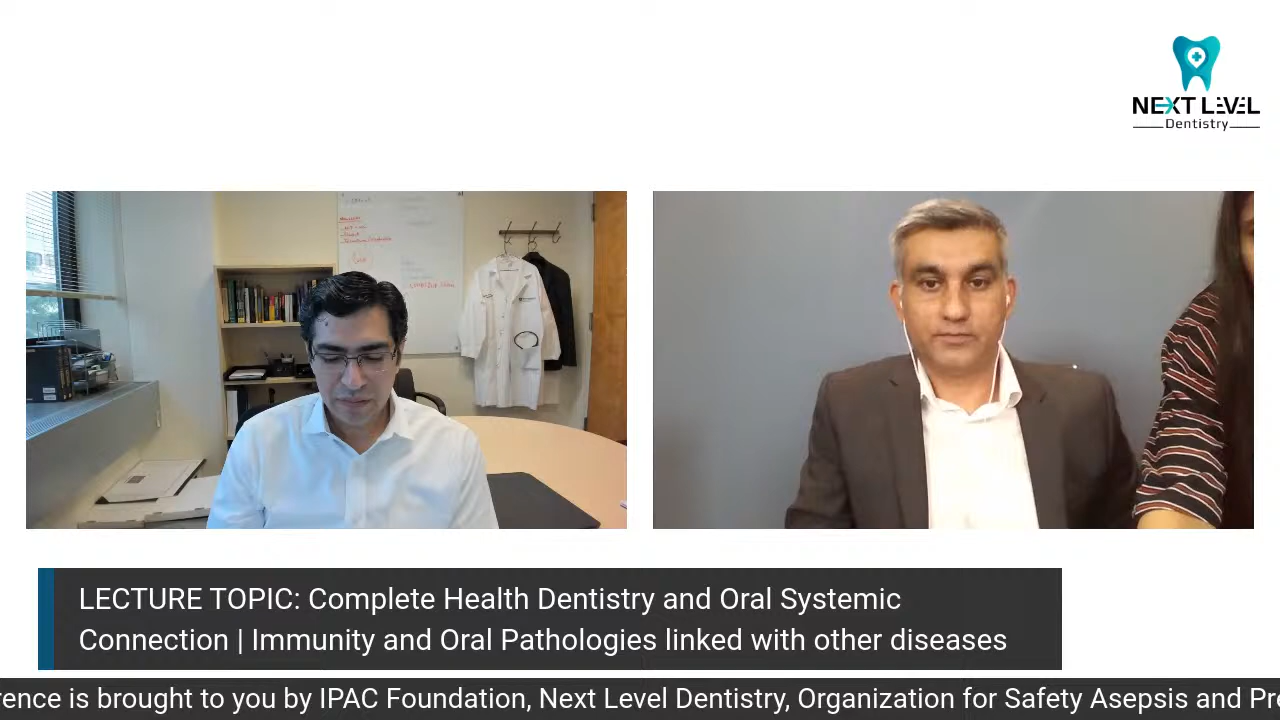 NEXT LEVEL
Dentistry
LECTURE TOPIC: Complete Health Dentistry and Oral Systemic
Connection | Immunity and Oral Pathologies linked with other diseases
rence is brought to you by IPAC Foundation, Next Level Dentistry, Organization for Safety Asepsis and Pr